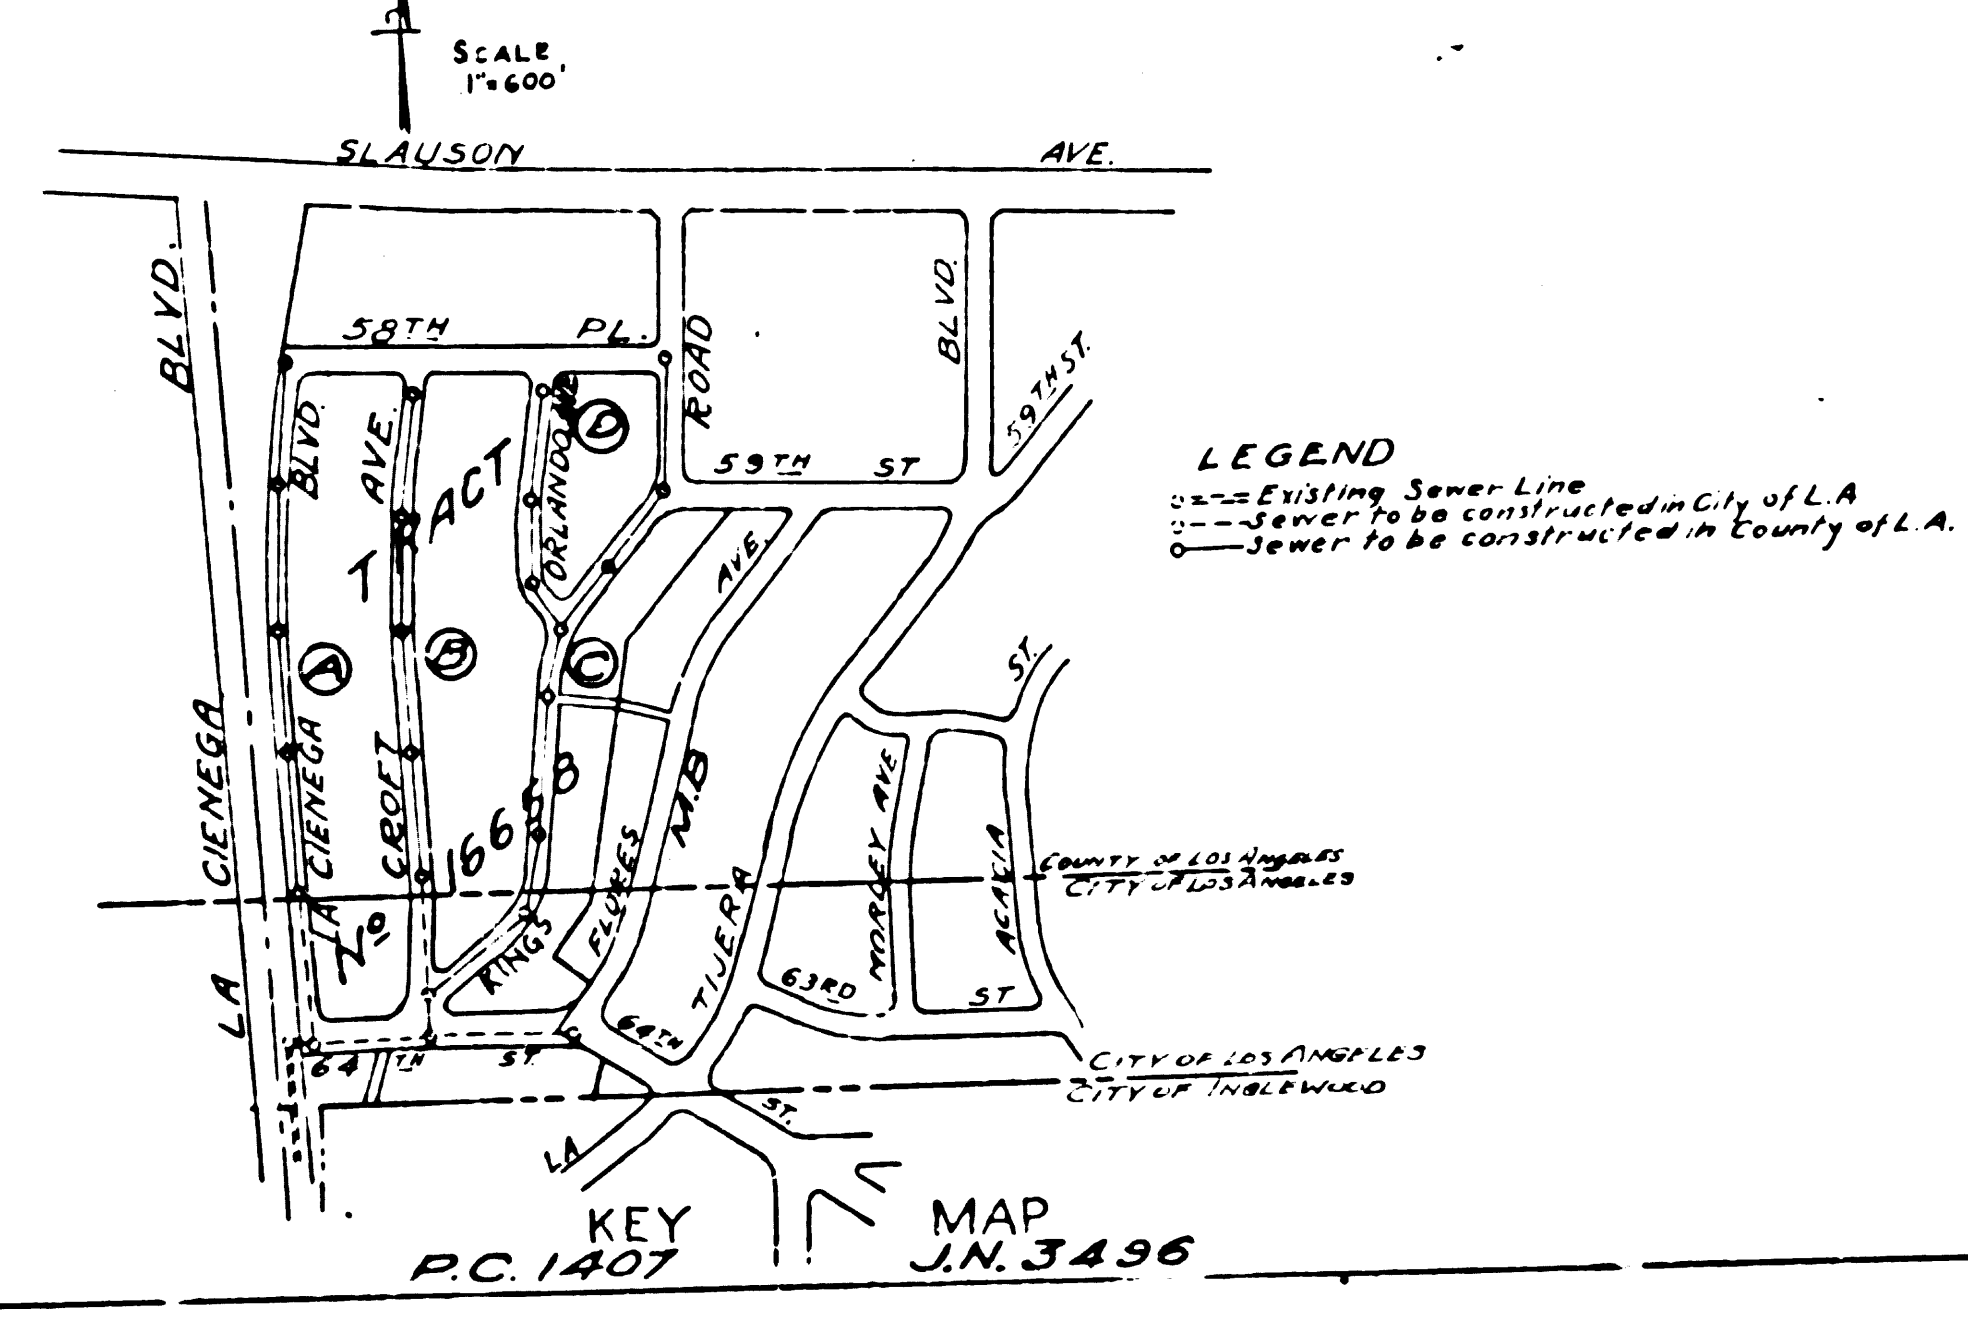 SCALE
1"=600'
SLAUSON AVE.
BLVD.
58TH PL.
ROAD
BLVD.
59TH ST.
BLVD.
AVE.
ORLANDO
D
59TH ST
LEGEND
Existing Sewer Line
Sewer to be constructed in City of L.A
Sewer to be constructed in County of L.A.
TRACT
AVE.
A
B
C
ST.
LA CIENEGA
LA CIENEGA
CROFT
No 16668
M.B
FLORES
TIJERA
MORLEY AVE
ACACIA
COUNTY OF LOS ANGELES
CITY OF LOS ANGELES
KINGS
63RD ST
64TH
64TH ST.
CITY OF LOS ANGELES
CITY OF INGLEWOOD
ST.
LA
KEY MAP
P.C. 1407 J.N. 3496